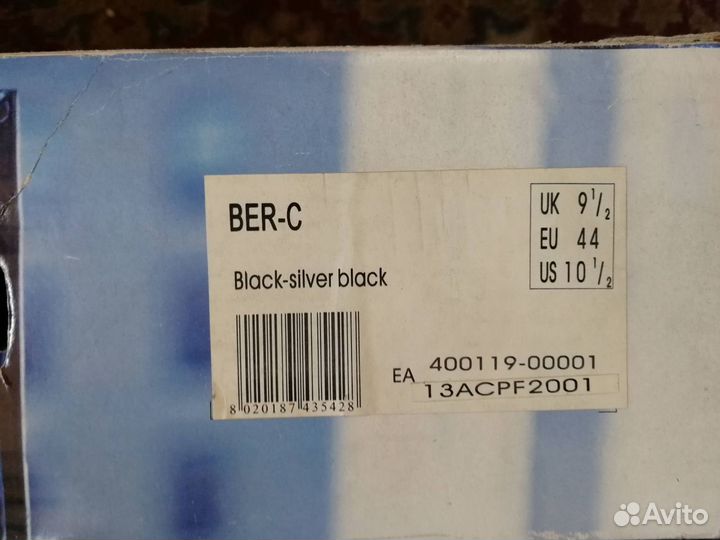 BER-C
UK 9 1/2
EU 44
US 10 1/2
Black-silver black
8 020187 435428
EA 400119-00001
13ACPF2001
Avito